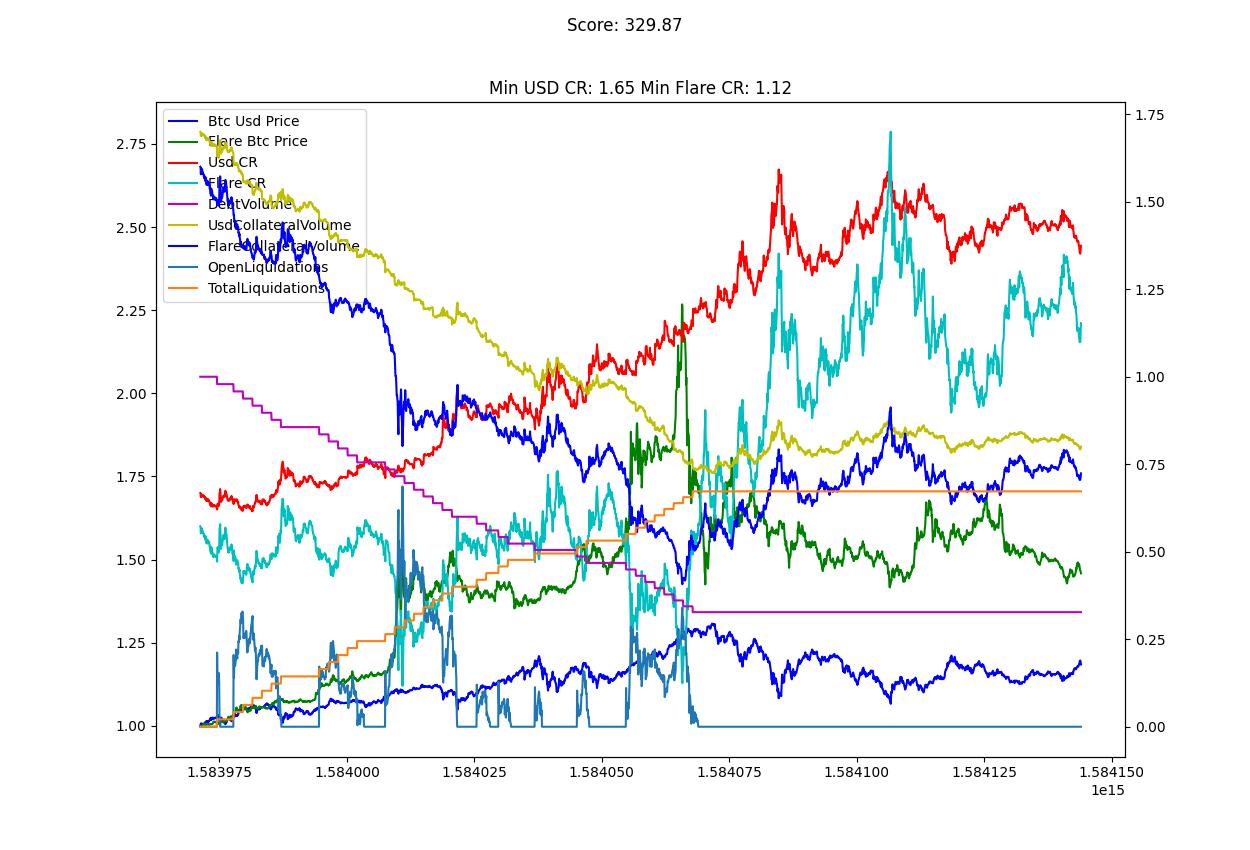 Score: 329.87
Min USD CR: 1.65 Min Flare CR: 1.12
Btc Usd Price
Flare Btc Price
Usd CR
Flare CR
DebtVolume
UsdCollateralVolume
FlareCollateralVolume
OpenLiquidations
TotalLiquidations
2.75
2.50
2.25
2.00
1.75
1.50
1.25
1.00
1.75
1.50
1.25
1.00
0.75
0.50
0.25
0.00
1.583975 1.584000 1.584025 1.584050 1.584075 1.584100 1.584125 1.584150
1e15